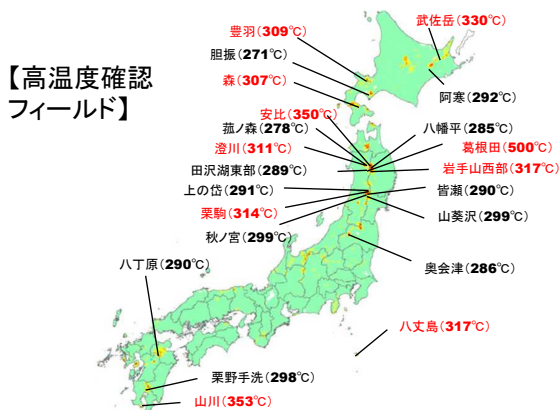 【高温度確認
フィールド】
豊羽(309℃)
武佐岳(330℃)
胆振(271℃)
森(307℃)
阿寒(292℃)
安比(350℃)
菰ノ森(278℃)
八幡平(285℃)
澄川(311℃)
葛根田(500℃)
田沢湖東部(289℃)
岩手山西部(317℃)
上の岱(291℃)
皆瀬(290℃)
栗駒(314℃)
山葵沢(299℃)
秋ノ宮(299℃)
八丁原(290℃)
奥会津(286℃)
八丈島(317℃)
栗野手洗(298℃)
山川(353℃)